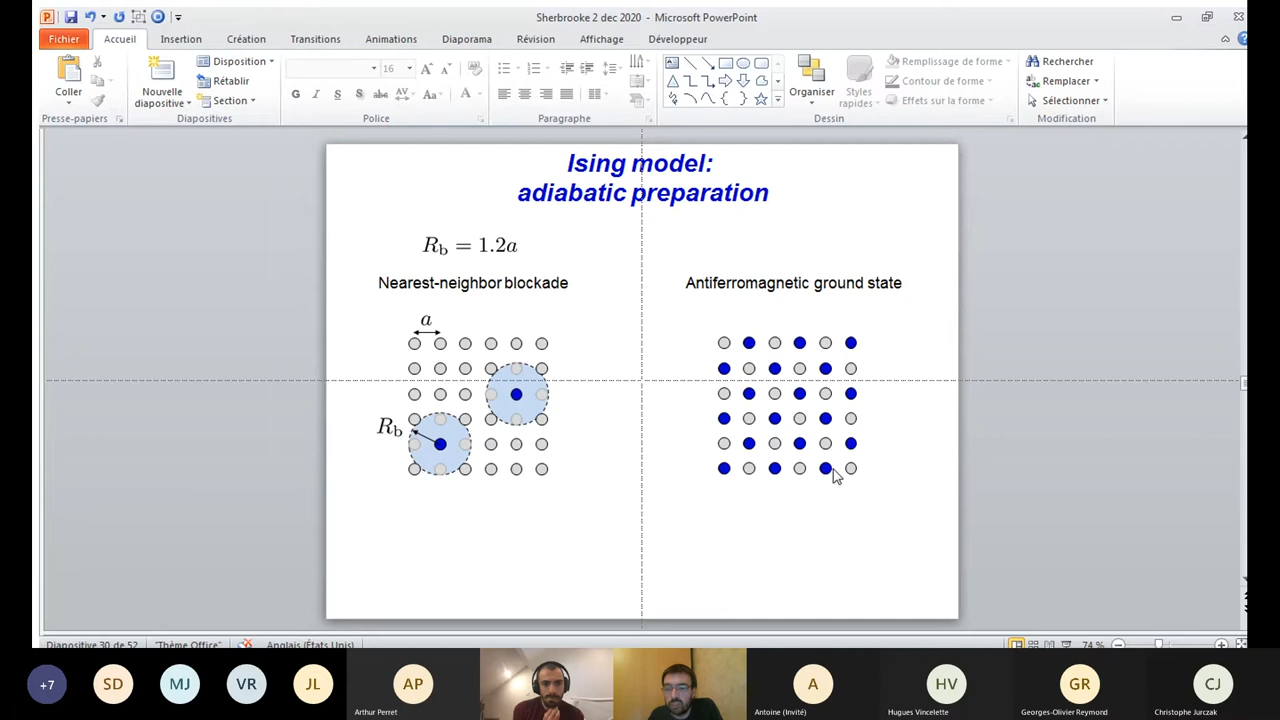 Sherbrooke 2 dec 2020 - Microsoft PowerPoint
Fichier Accueil Insertion Création Transitions Animations Diaporama Révision Affichage Développeur
Coller
Presse-papiers
Nouvelle diapositive
Disposition
Rétablir
Section
Diapositives
16
Police
Paragraphe
Organiser
Styles rapides
Remplissage de forme
Contour de forme
Effets sur la forme
Dessin
Rechercher
Remplacer
Sélectionner
Modification
Ising model:
adiabatic preparation
Rb = 1.2a
Nearest-neighbor blockade
Antiferromagnetic ground state
a
Rb
Diapositive 30 de 52 "Thème Office" Anglais (États Unis) 74 %
+7 SD MJ VR JL AP A HV GR CJ
Arthur Perret Antoine (Invité) Hugues Vincelette Georges-Olivier Reymond Christophe Jurczak